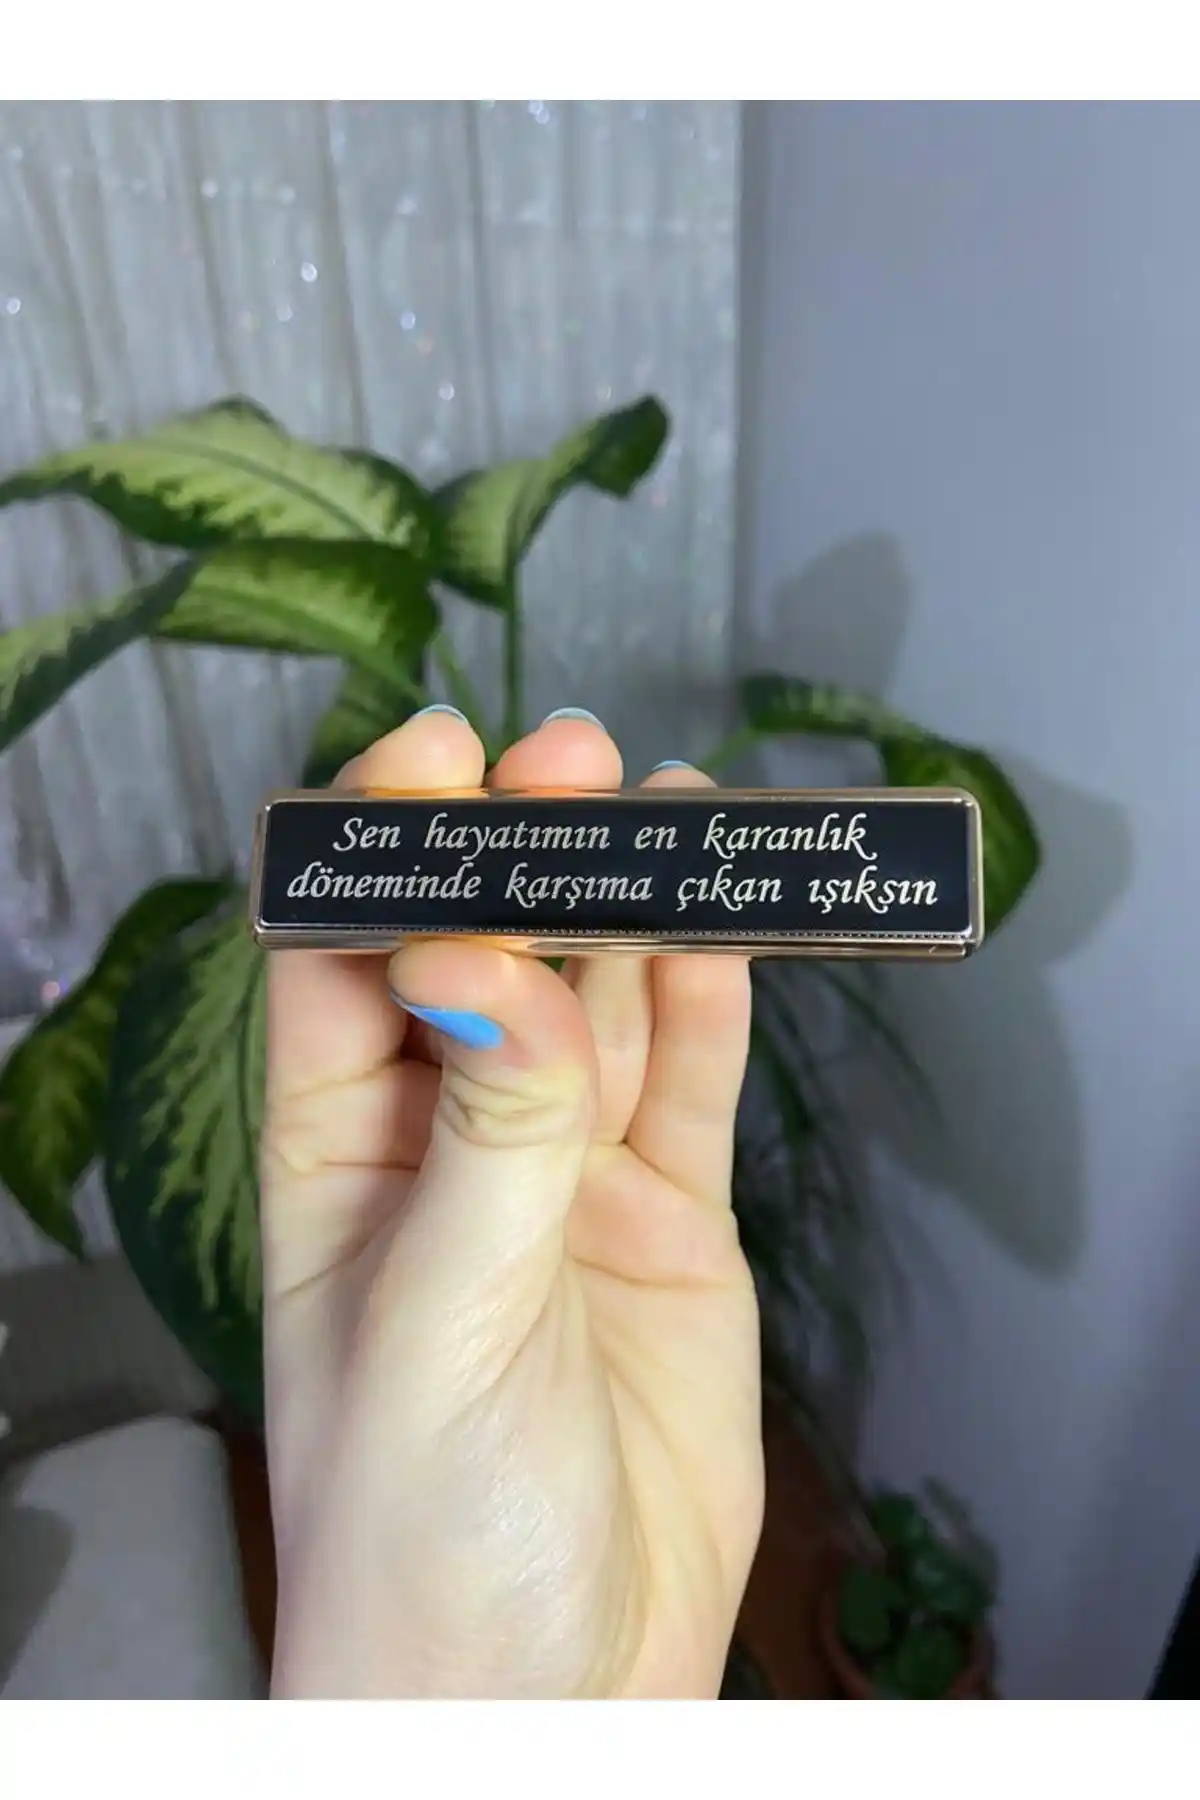 Sen hayatımın en karanlık
döneminde karşıma çıkan ışıksın